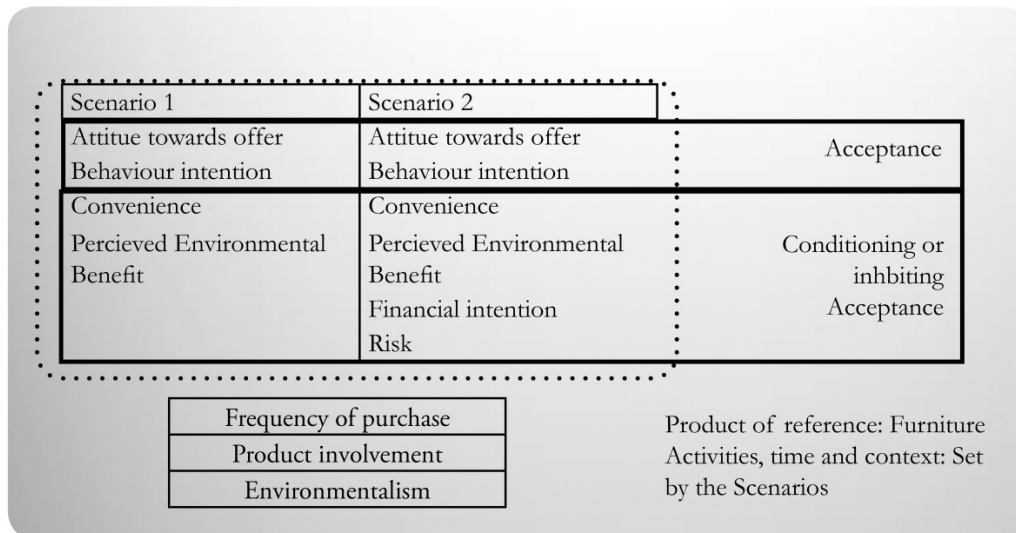 Scenario 1
Scenario 2
Attitue towards offer
Behaviour intention
Attitue towards offer
Behaviour intention
Acceptance
Convenience
Percieved Environmental
Benefit
Convenience
Percieved Environmental
Benefit
Financial intention
Risk
Conditioning or
inhbiting
Acceptance
Frequency of purchase
Product involvement
Environmentalism
Product of reference: Furniture
Activities, time and context: Set
by the Scenarios